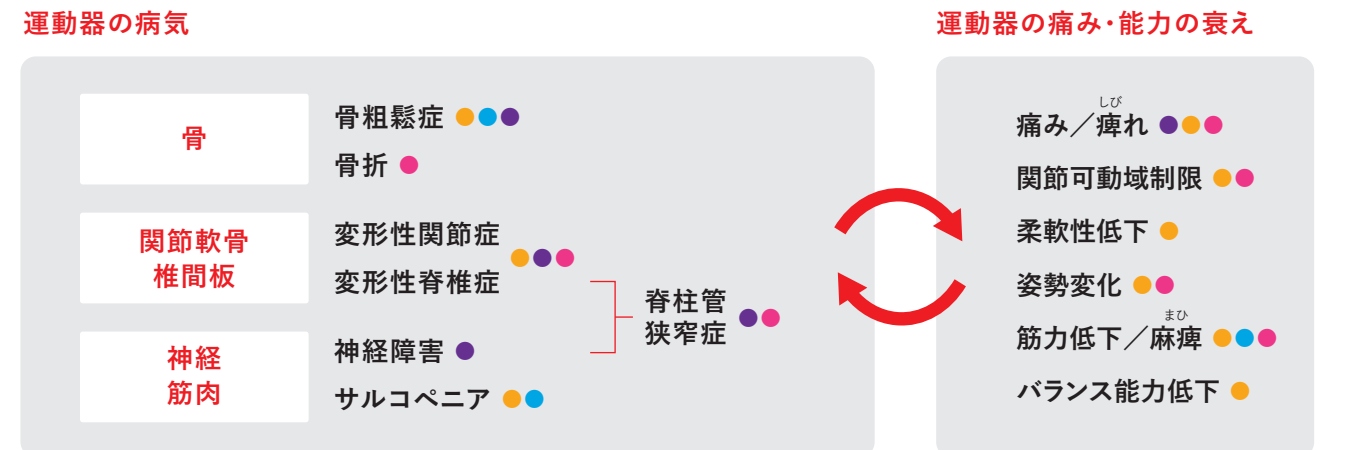 運動器の病気
骨
骨粗鬆症
骨折
関節軟骨
椎間板
変形性関節症
変形性脊椎症
脊柱管
狭窄症
神経
筋肉
神経障害
サルコペニア
運動器の痛み・能力の衰え
しび
痛み／痺れ
関節可動域制限
柔軟性低下
姿勢変化
まひ
筋力低下／麻痺
バランス能力低下